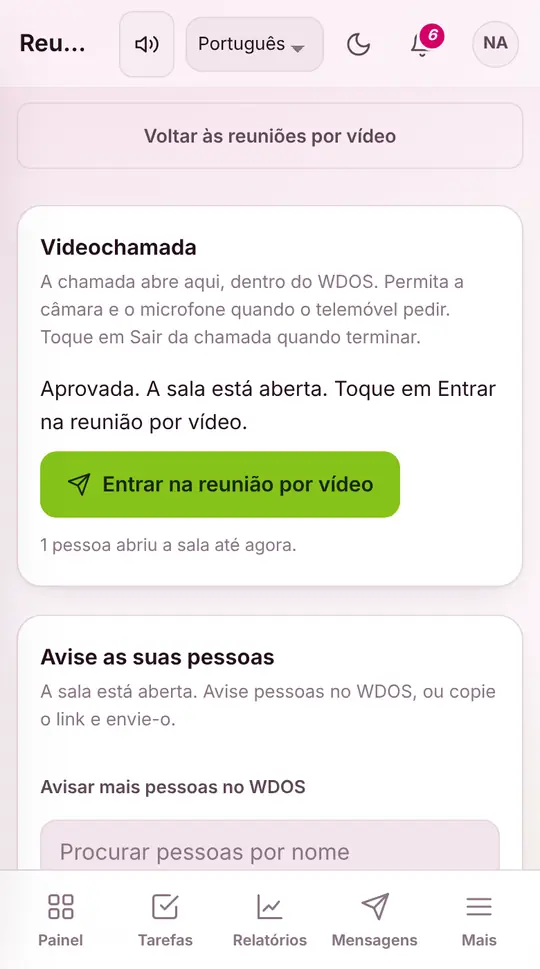 Reu...
Português
6
NA
Voltar às reuniões por vídeo
Videochamada
A chamada abre aqui, dentro do WDOS. Permita a
câmara e o microfone quando o telemóvel pedir.
Toque em Sair da chamada quando terminar.
Aprovada. A sala está aberta. Toque em Entrar
na reunião por vídeo.
Entrar na reunião por vídeo
1 pessoa abriu a sala até agora.
Avise as suas pessoas
A sala está aberta. Avise pessoas no WDOS, ou copie
o link e envie-o.
Avisar mais pessoas no WDOS
Procurar pessoas por nome
Painel
Tarefas
Relatórios
Mensagens
Mais